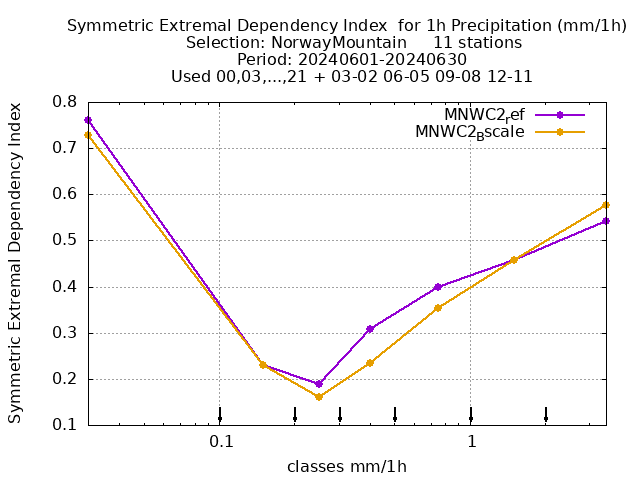 Symmetric Extremal Dependency Index  for 1h Precipitation (mm/1h)
Selection: NorwayMountain     11 stations
Period: 20240601-20240630
Used 00,03,...,21 + 03-02 06-05 09-08 12-11
MNWC2ref
MNWC2Bscale
Symmetric Extremal Dependency Index
0.8
0.7
0.6
0.5
0.4
0.3
0.2
0.1
0.1 1
classes mm/1h